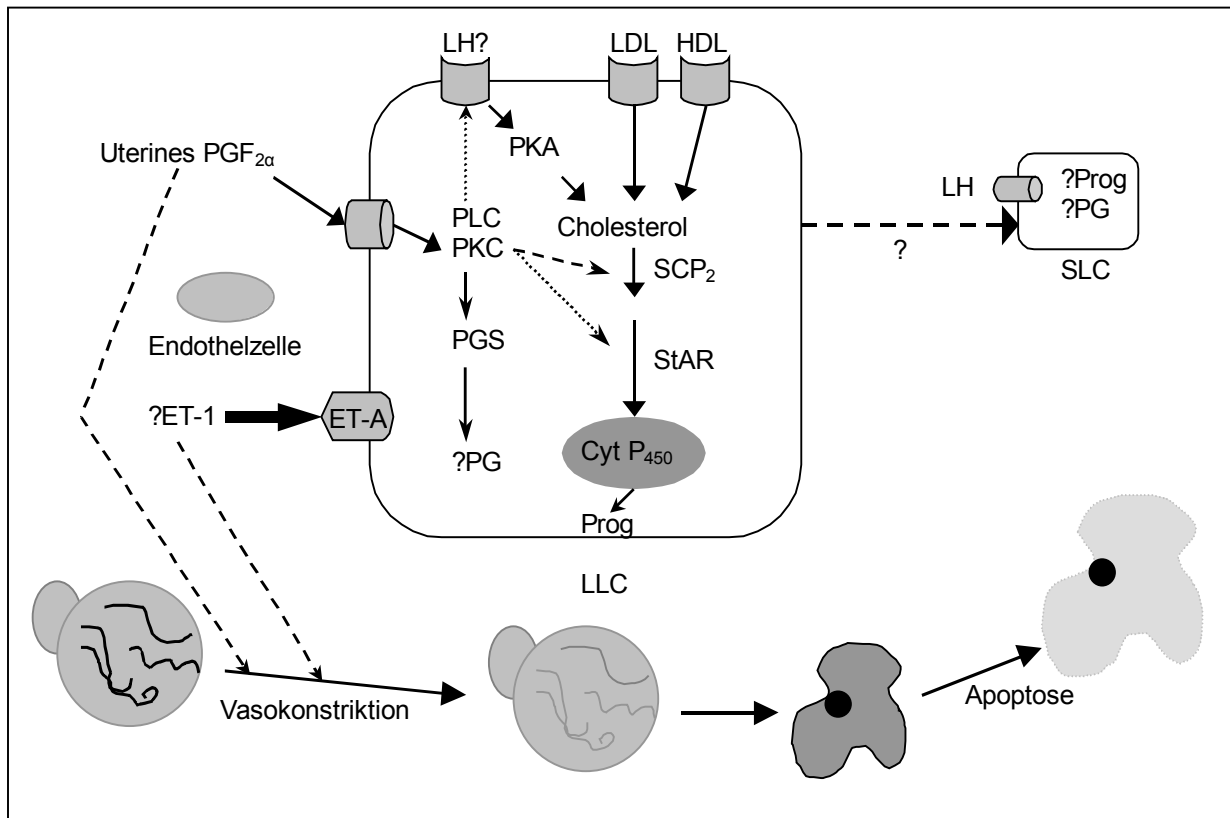 LH?
LDL
HDL
PKA
Uterines PGF2α
LH
?Prog
?PG
PLC
PKC
Cholesterol
?
SCP2
SLC
Endothelzelle
PGS
StAR
?ET-1
ET-A
?PG
Cyt P450
Prog
LLC
Vasokonstriktion
Apoptose